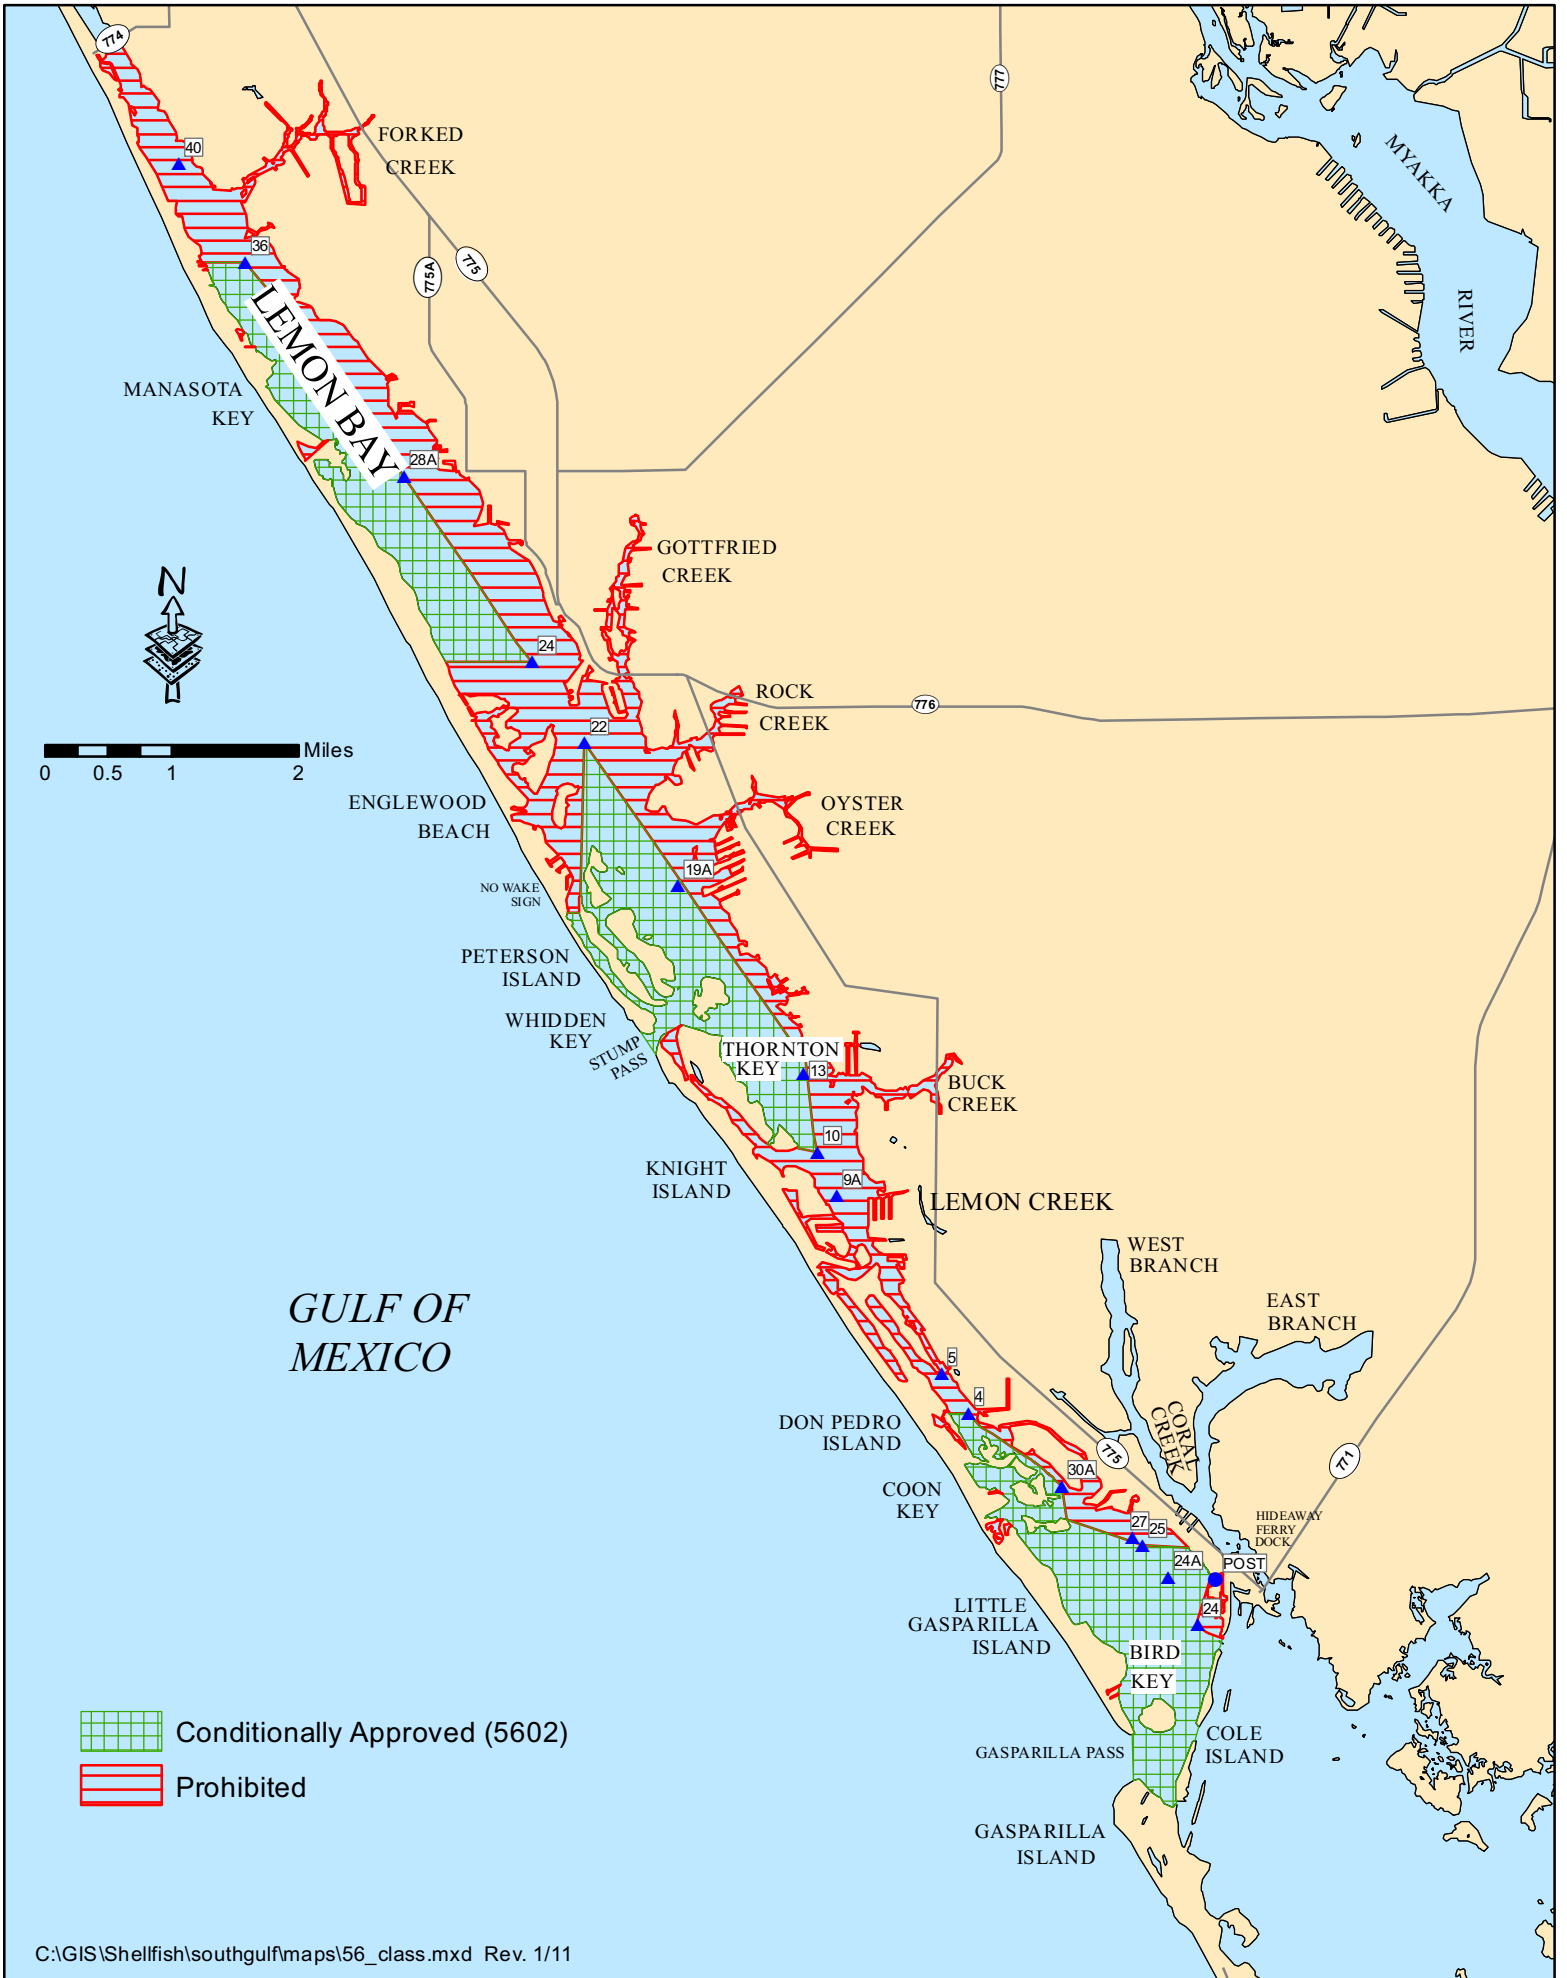 774
777
FORKED
CREEK
MYAKKA
RIVER
40
36
775A
775
LEMON BAY
MANASOTA
KEY
28A
N
GOTTFRIED
CREEK
24
ROCK
CREEK
776
22
Miles
0 0.5 1 2
ENGLEWOOD
BEACH
OYSTER
CREEK
19A
NO WAKE
SIGN
PETERSON
ISLAND
WHIDDEN
KEY
STUMP
PASS
THORNTON
KEY
13
BUCK
CREEK
10
KNIGHT
ISLAND
9A
LEMON CREEK
WEST
BRANCH
EAST
BRANCH
GULF OF
MEXICO
5
4
DON PEDRO
ISLAND
CORAL
CREEK
775
771
30A
COON
KEY
27
25
HIDEAWAY
FERRY
DOCK
24A
POST
24
LITTLE
GASPARILLA
ISLAND
BIRD
KEY
Conditionally Approved (5602)
Prohibited
COLE
ISLAND
GASPARILLA PASS
GASPARILLA
ISLAND
C:\GIS\Shellfish\southgulf\maps\56_class.mxd Rev. 1/11